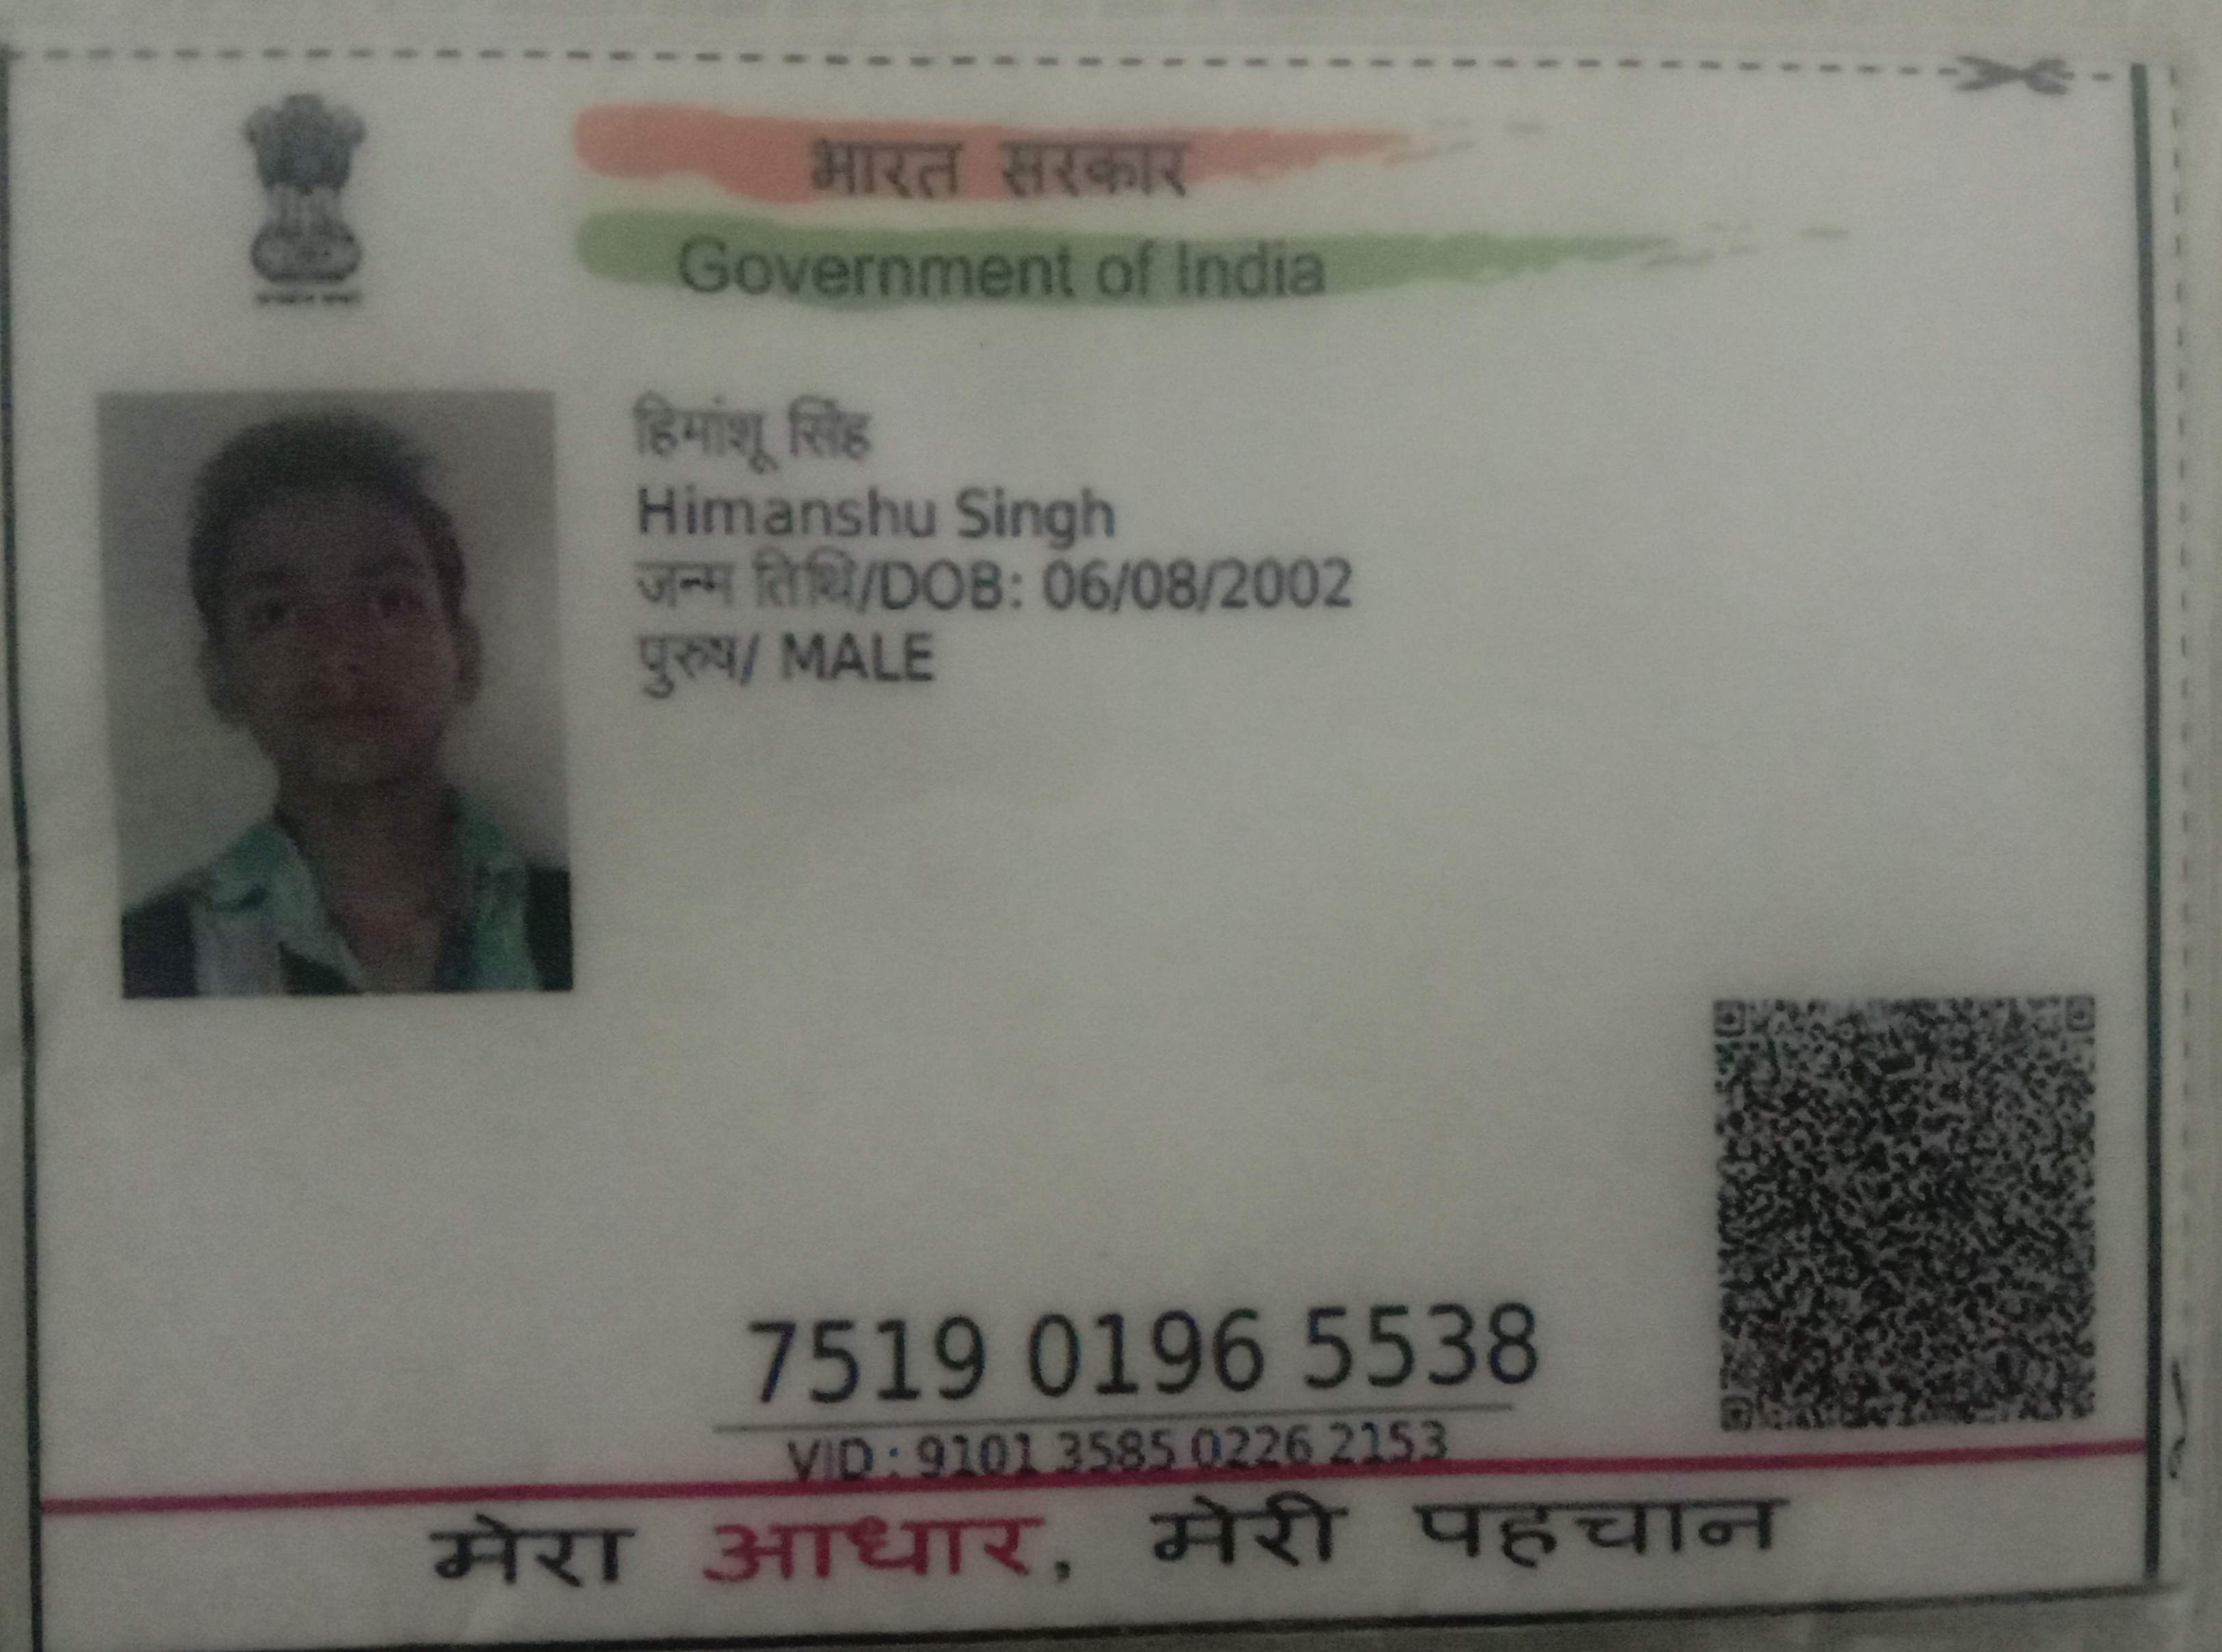 भारत सरकार
Government of India
हिमांशू सिंह
Himanshu Singh
जन्म तिथि/DOB: 06/08/2002
पुरुष/ MALE
7519 0196 5538
VID : 9101 3585 0226 2153
मेरा आधार, मेरी पहचान